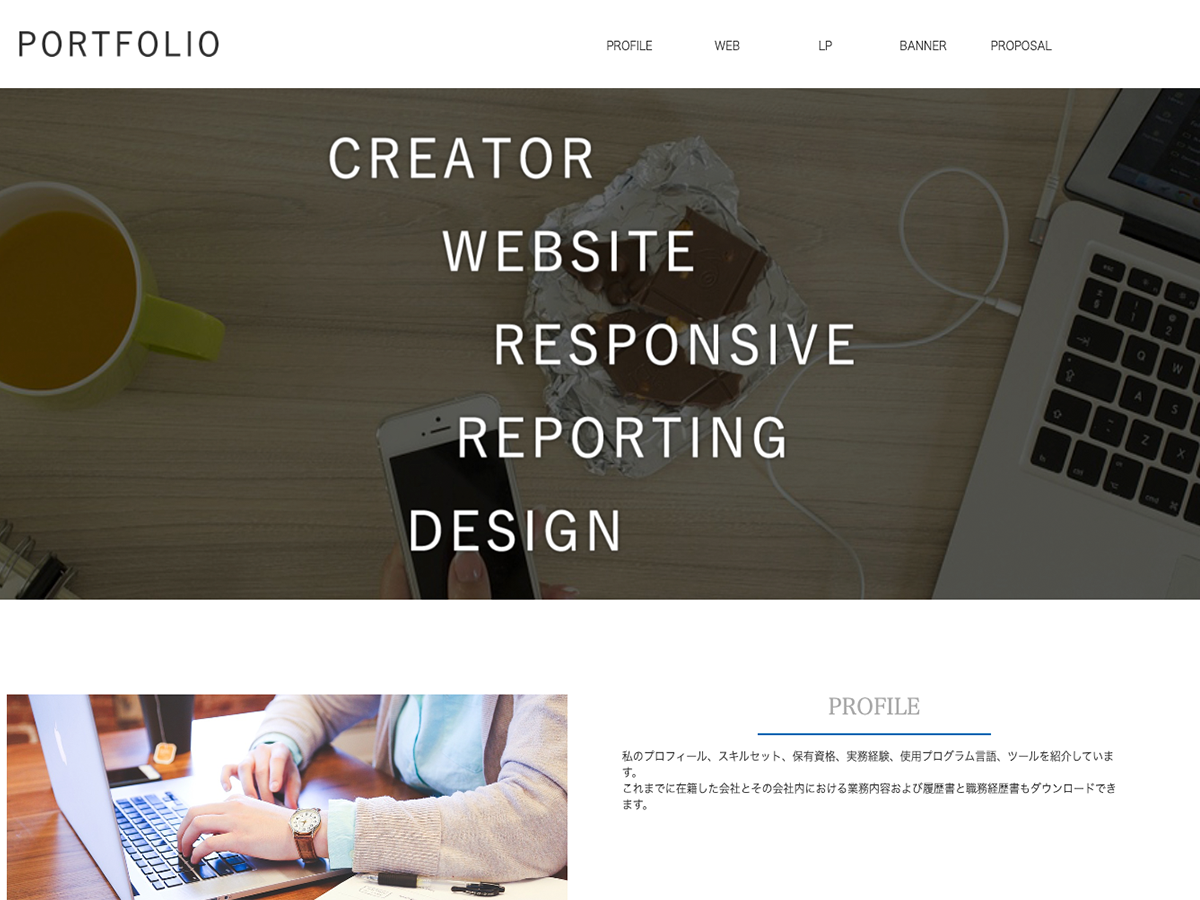 PORTFOLIO
PROFILE WEB LP BANNER PROPOSAL
CREATOR
WEBSITE
RESPONSIVE
REPORTING
DESIGN
PROFILE
私のプロフィール、スキルセット、保有資格、実務経験、使用プログラム言語、ツールを紹介していま
す。
これまでに在籍した会社とその会社内における業務内容および履歴書と職務経歴書もダウンロードでき
ます。